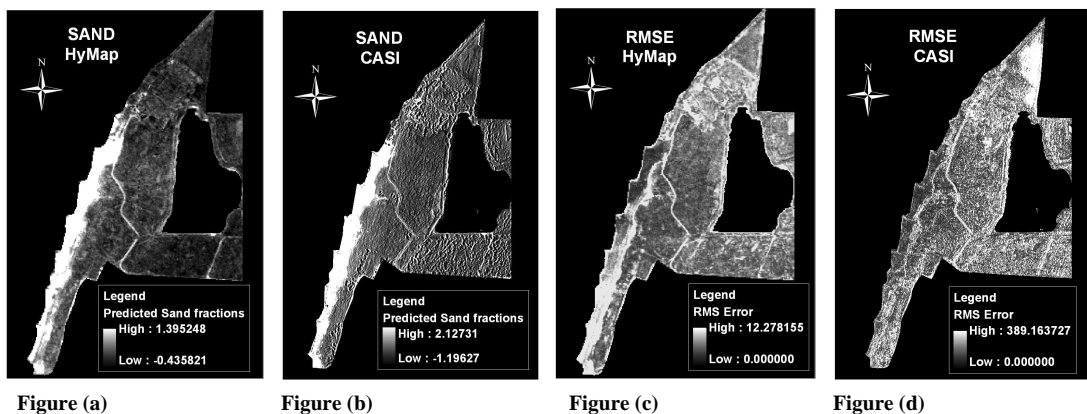 SAND
HyMap
N
Legend
Predicted Sand fractions
High : 1.395248
Low : -0.435821
SAND
CASI
N
Legend
Predicted Sand fractions
High : 2.12731
Low : -1.19627
RMSE
HyMap
N
Legend
RMS Error
High : 12.278155
Low : 0.000000
RMSE
CASI
N
Legend
RMS Error
High : 389.163727
Low : 0.000000
Figure (a)
Figure (b)
Figure (c)
Figure (d)